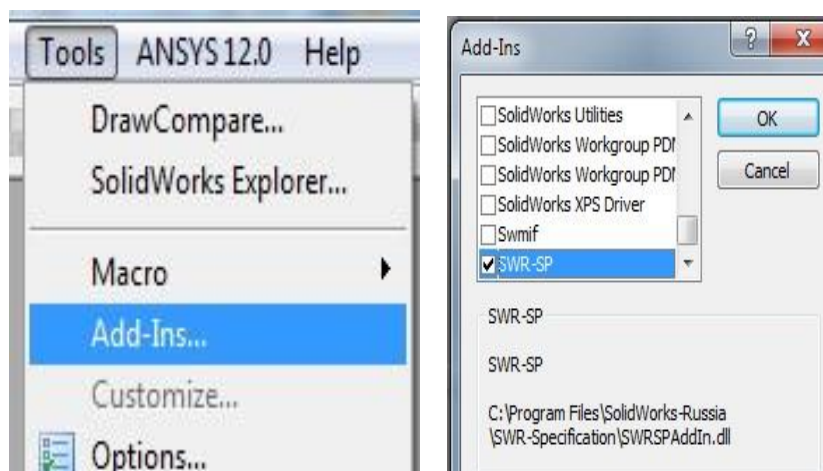 Tools ANSYS 12.0 Help
DrawCompare...
SolidWorks Explorer...
Macro
Add-Ins...
Customize...
Options...
Add-Ins
SolidWorks Utilities
SolidWorks Workgroup PD
SolidWorks Workgroup PD
SolidWorks XPS Driver
Swmif
SWR-SP
OK
Cancel
SWR-SP
SWR-SP
C:\Program Files\SolidWorks-Russia
\SWR-Specification\SWRSPAddIn.dll